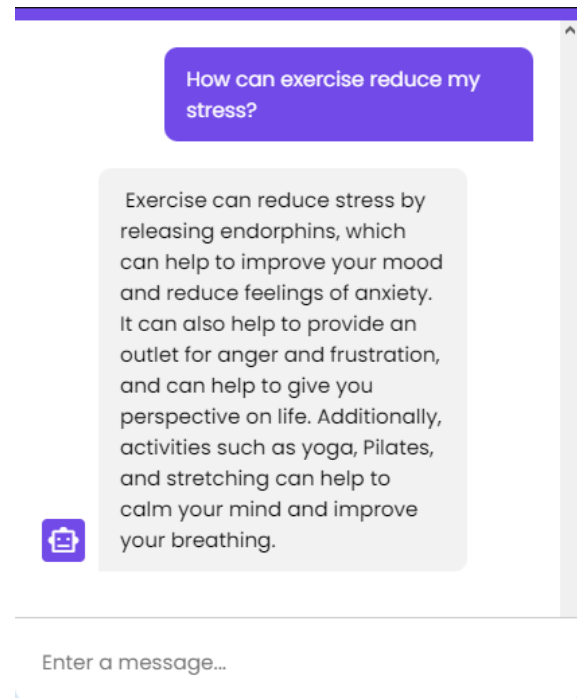 How can exercise reduce my
stress?
Exercise can reduce stress by
releasing endorphins, which
can help to improve your mood
and reduce feelings of anxiety.
It can also help to provide an
outlet for anger and frustration,
and can help to give you
perspective on life. Additionally,
activities such as yoga, Pilates,
and stretching can help to
calm your mind and improve
your breathing.
Enter a message...